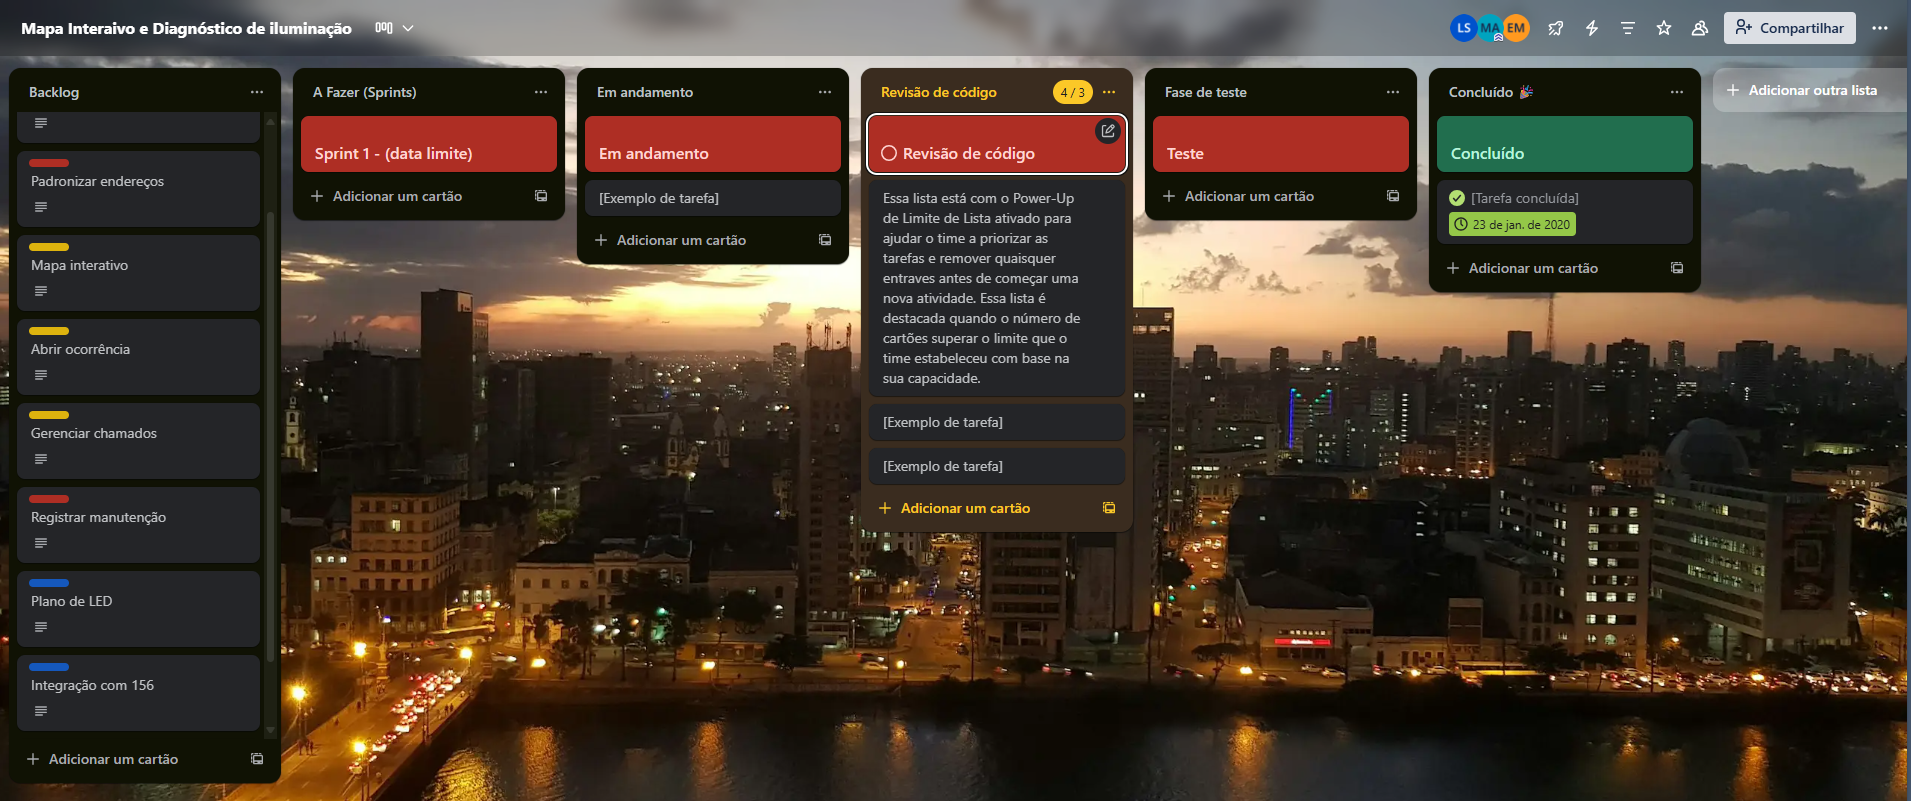 Mapa Interaivo e Diagnóstico de iluminação
LS
MA
EM
Compartilhar
Backlog
Padronizar endereços
Mapa interativo
Abrir ocorrência
Gerenciar chamados
Registrar manutenção
Plano de LED
Integração com 156
Adicionar um cartão
A Fazer (Sprints)
Sprint 1 - (data limite)
Adicionar um cartão
Em andamento
Em andamento
[Exemplo de tarefa]
Adicionar um cartão
Revisão de código
4 / 3
Revisão de código
Essa lista está com o Power-Up
de Limite de Lista ativado para
ajudar o time a priorizar as
tarefas e remover quaisquer
entraves antes de começar uma
nova atividade. Essa lista é
destacada quando o número de
cartões superar o limite que o
time estabeleceu com base na
sua capacidade.
[Exemplo de tarefa]
[Exemplo de tarefa]
Adicionar um cartão
Fase de teste
Teste
Adicionar um cartão
Concluído 🎉
Concluído
[Tarefa concluída]
23 de jan. de 2020
Adicionar um cartão
Adicionar outra lista